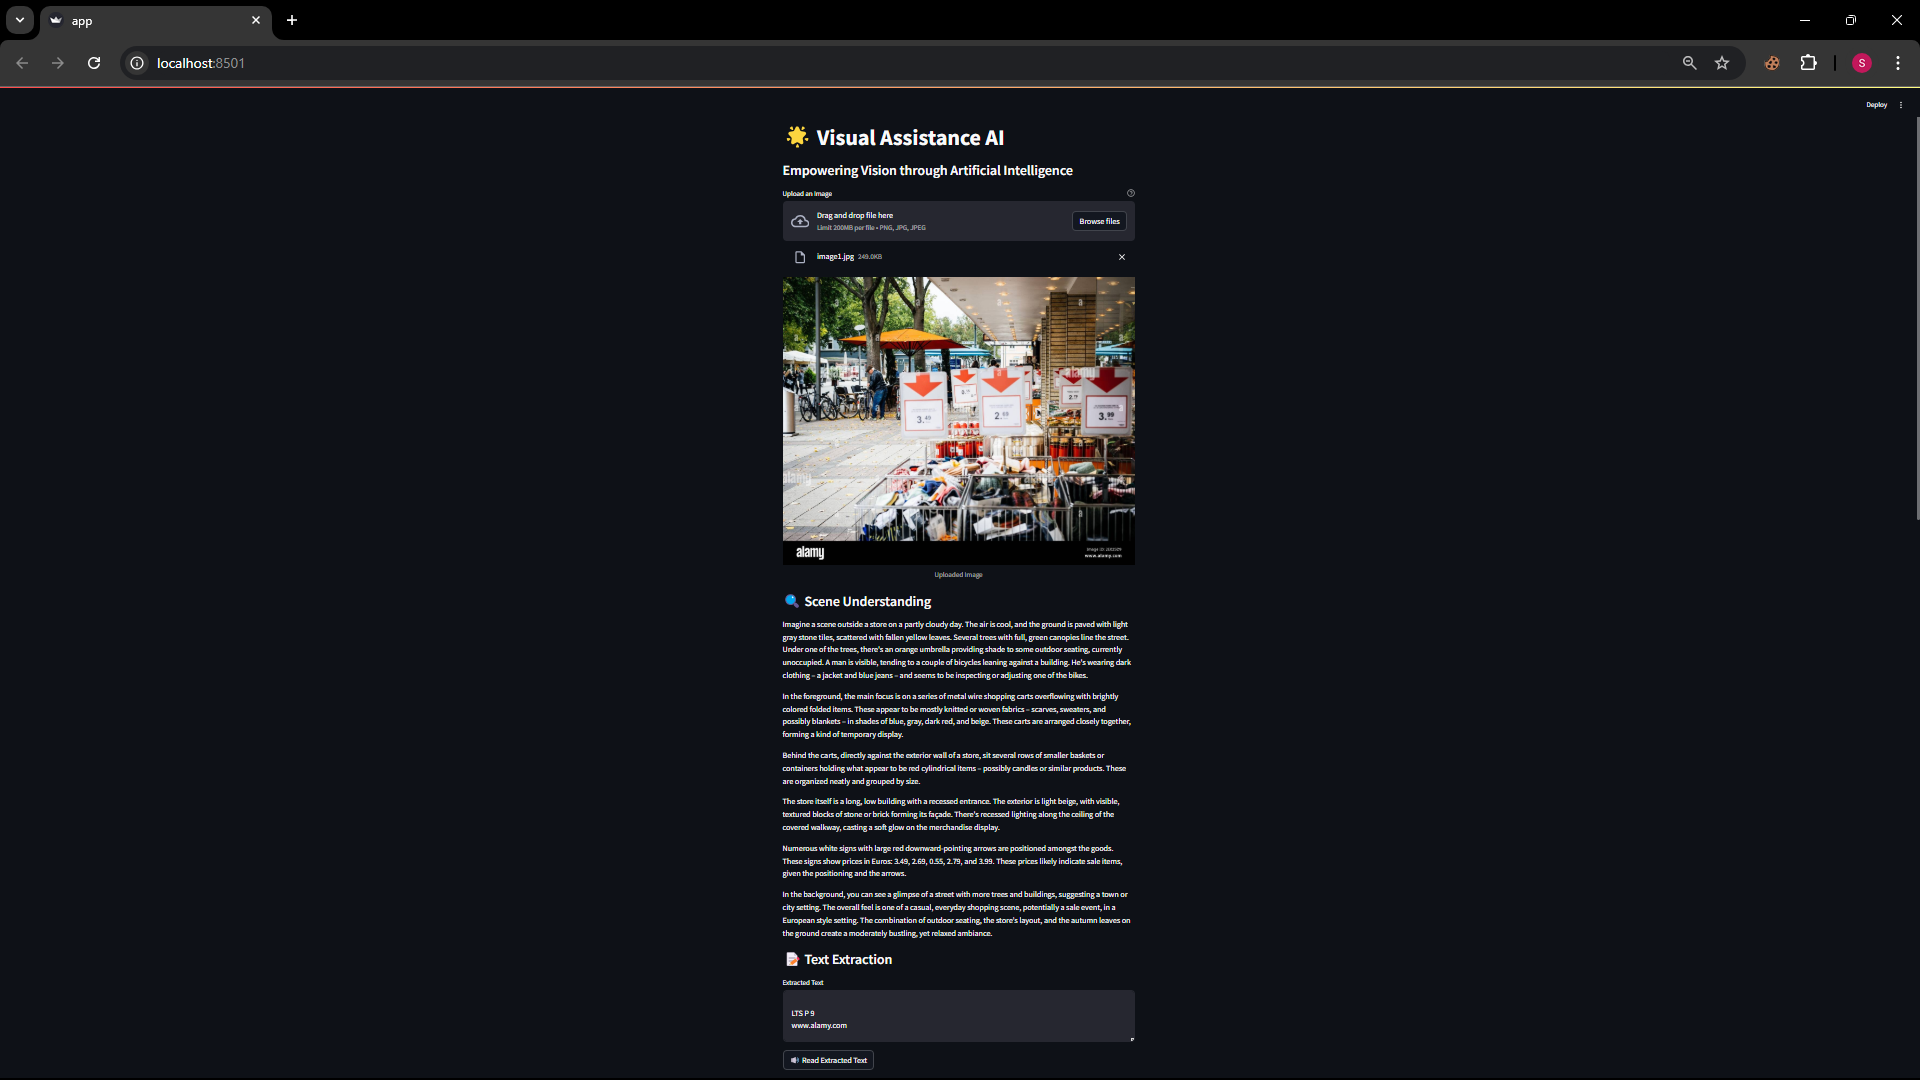 app
localhost:8501
Deploy
Visual Assistance AI
Empowering Vision through Artificial Intelligence
Upload an image
Drag and drop file here
Limit 200MB per file • PNG, JPG, JPEG
Browse files
image1.jpg 249.0KB
3.49
2.69
3.99
alamy
www.alamy.com
Uploaded Image
Scene Understanding
Imagine a scene outside a store on a partly cloudy day. The air is cool, and the ground is paved with light
gray stone tiles, scattered with fallen yellow leaves. Several trees with full, green canopies line the street.
Under one of the trees, there's an orange umbrella providing shade to some outdoor seating, currently
unoccupied. A man is visible, tending to a couple of bicycles leaning against a building. He's wearing dark
clothing – a jacket and blue jeans – and seems to be inspecting or adjusting one of the bikes.
In the foreground, the main focus is on a series of metal wire shopping carts overflowing with brightly
colored folded items. These appear to be mostly knitted or woven fabrics – scarves, sweaters, and
possibly blankets – in shades of blue, gray, dark red, and beige. These carts are arranged closely together,
forming a kind of temporary display.
Behind the carts, directly against the exterior wall of a store, sit several rows of smaller baskets or
containers holding what appear to be red cylindrical items – possibly candles or similar products. These
are organized neatly and grouped by size.
The store itself is a long, low building with a recessed entrance. The exterior is light beige, with visible,
textured blocks of stone or brick forming its façade. There's recessed lighting along the ceiling of the
covered walkway, casting a soft glow on the merchandise display.
Numerous white signs with large red downward-pointing arrows are positioned amongst the goods.
These signs show prices in Euros: 3.49, 2.69, 0.55, 2.79, and 3.99. These prices likely indicate sale items,
given the positioning and the arrows.
In the background, you can see a glimpse of a street with more trees and buildings, suggesting a town or
city setting. The overall feel is one of a casual, everyday shopping scene, potentially a sale event, in a
European style setting. The combination of outdoor seating, the store's layout, and the autumn leaves on
the ground create a moderately bustling, yet relaxed ambiance.
Text Extraction
Extracted Text
LTS P 9
www.alamy.com
Read Extracted Text